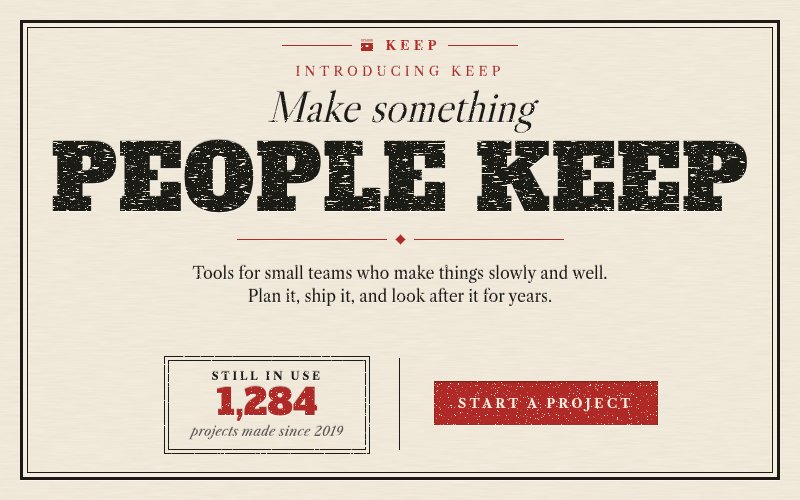 KEEP
INTRODUCING KEEP
Make something
PEOPLE KEEP
Tools for small teams who make things slowly and well.
Plan it, ship it, and look after it for years.
STILL IN USE
1,284
projects made since 2019
START A PROJECT